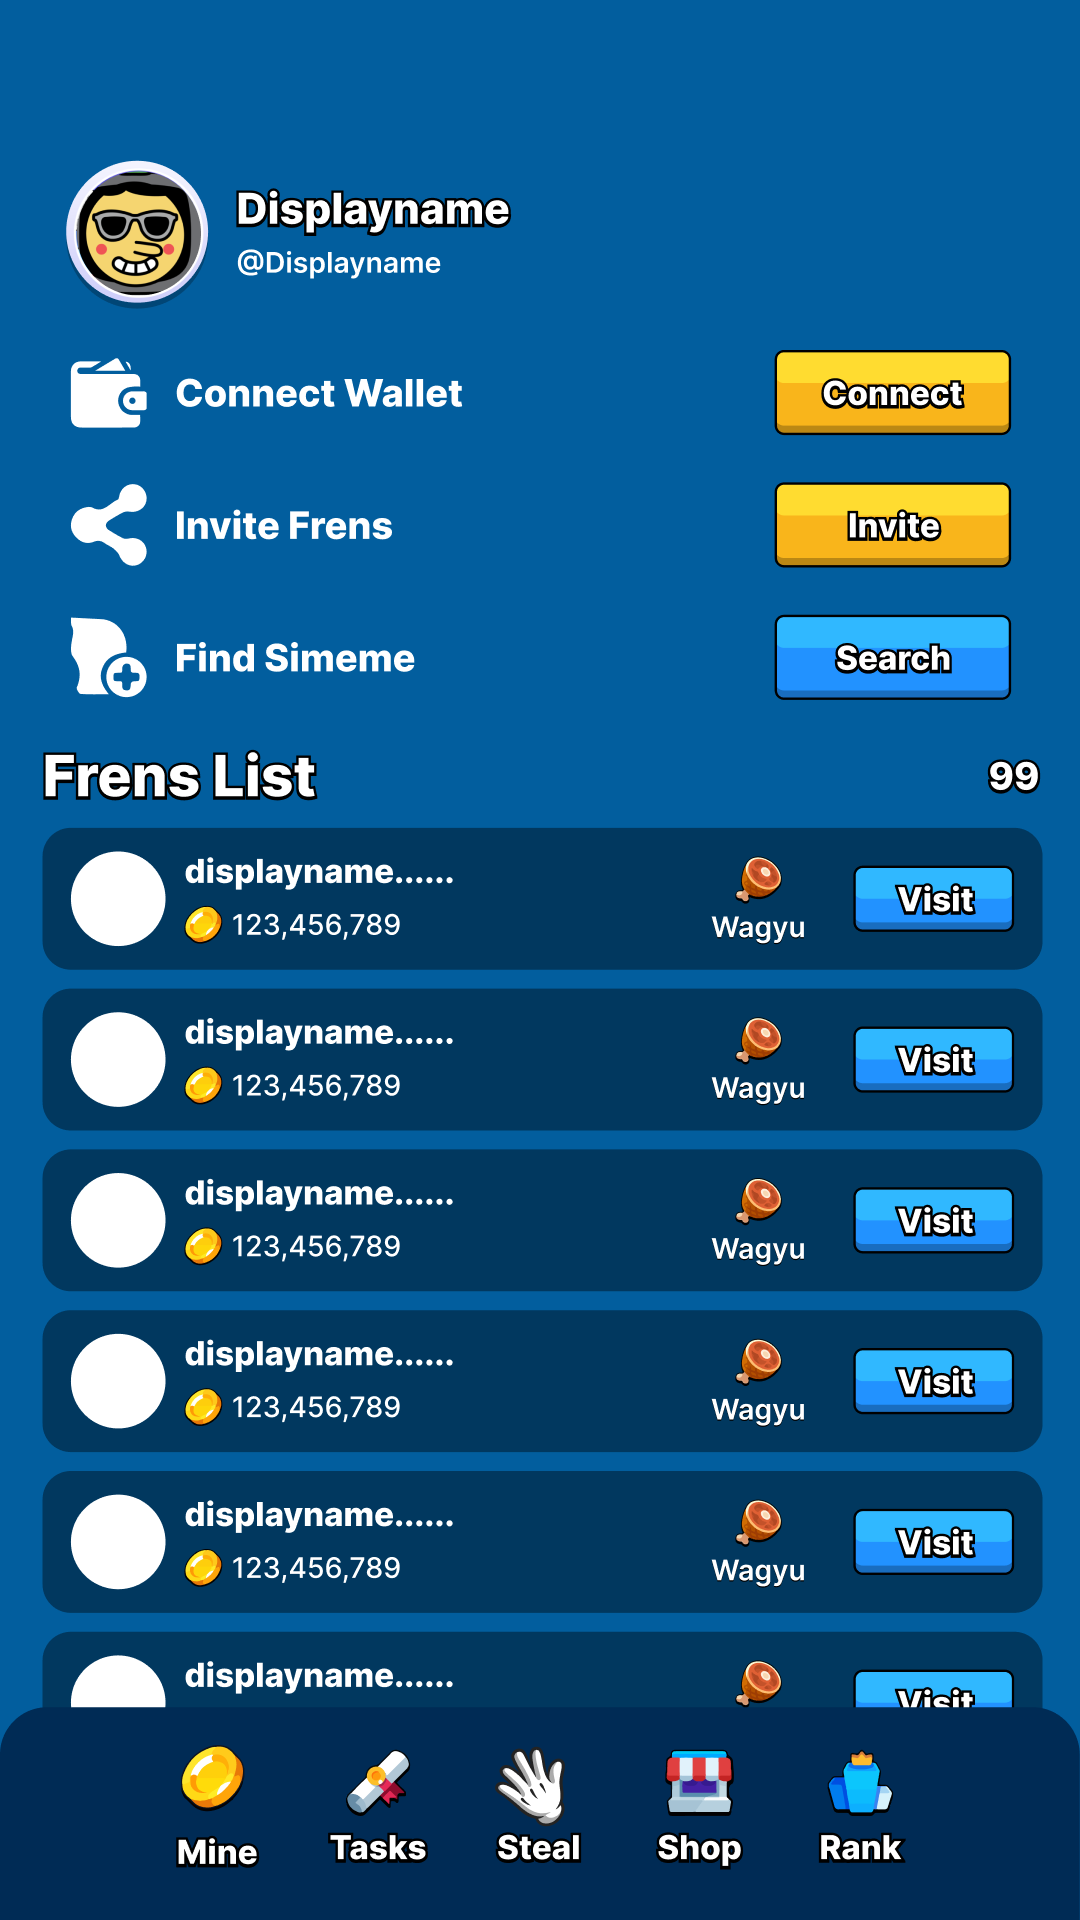 Displayname
@Displayname
Connect Wallet
Connect
Invite Frens
Invite
Find Simeme
Search
Frens List
99
displayname......
123,456,789
Wagyu
Visit
displayname......
123,456,789
Wagyu
Visit
displayname......
123,456,789
Wagyu
Visit
displayname......
123,456,789
Wagyu
Visit
displayname......
123,456,789
Wagyu
Visit
displayname......
Visit
Mine
Tasks
Steal
Shop
Rank